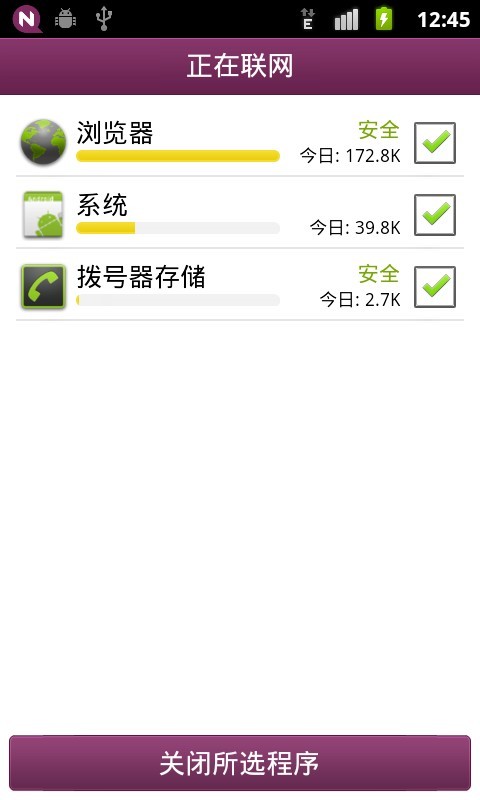 N
E
12:45
正在联网
浏览器
安全
今日: 172.8K
系统
今日: 39.8K
拨号器存储
安全
今日: 2.7K
关闭所选程序